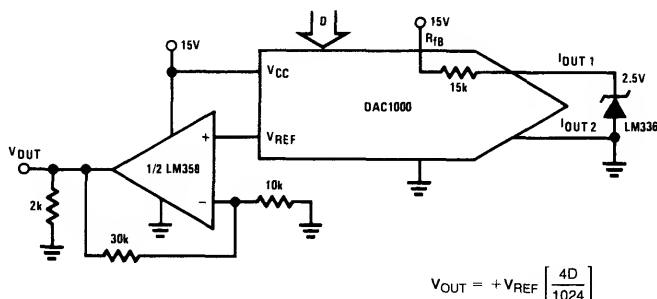 D
15V
15V
RfB
15k
IOUT 1
2.5V
VCC
DAC1000
LM336
IOUT 2
+
VREF
VOUT
1/2 LM358
−
10k
2k
30k
VOUT = +VREF [4D/1024]